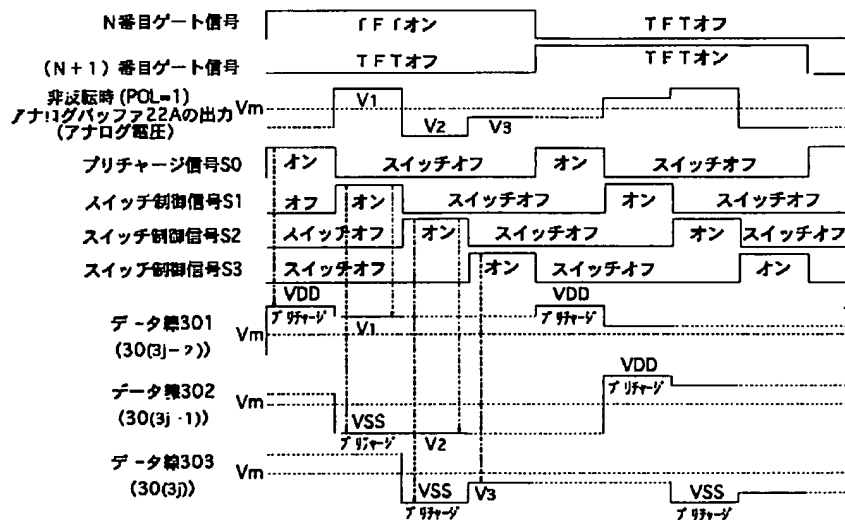 N番目ゲート信号 TFTオン TFTオフ
(N+1)番目ゲート信号 TFTオフ TFTオン
非反転時(POL=1)
アナログバッファ22Aの出力 Vm V1 V2 V3
(アナログ電圧)
プリチャージ信号S0 オン スイッチオフ オン スイッチオフ
スイッチ制御信号S1 オフ オン スイッチオフ オン スイッチオフ
スイッチ制御信号S2 スイッチオフ オン スイッチオフ オン スイッチオフ
スイッチ制御信号S3 スイッチオフ オン スイッチオフ オン
VDD VDD
データ線301 Vm プリチャージ V1 プリチャージ
(30(3j-2))
VDD
データ線302 Vm プリチャージ
(30(3j-1)) VSS
プリチャージ V2
データ線303 Vm
(30(3j)) VSS V3 VSS
プリチャージ プリチャージ